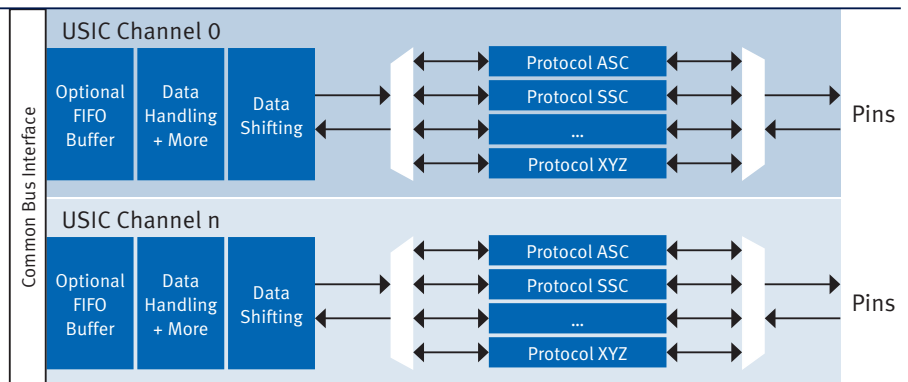 Common Bus Interface
USIC Channel 0
Optional
FIFO
Buffer
Data
Handling
+ More
Data
Shifting
Protocol ASC
Protocol SSC
...
Protocol XYZ
Pins
USIC Channel n
Optional
FIFO
Buffer
Data
Handling
+ More
Data
Shifting
Protocol ASC
Protocol SSC
...
Protocol XYZ
Pins